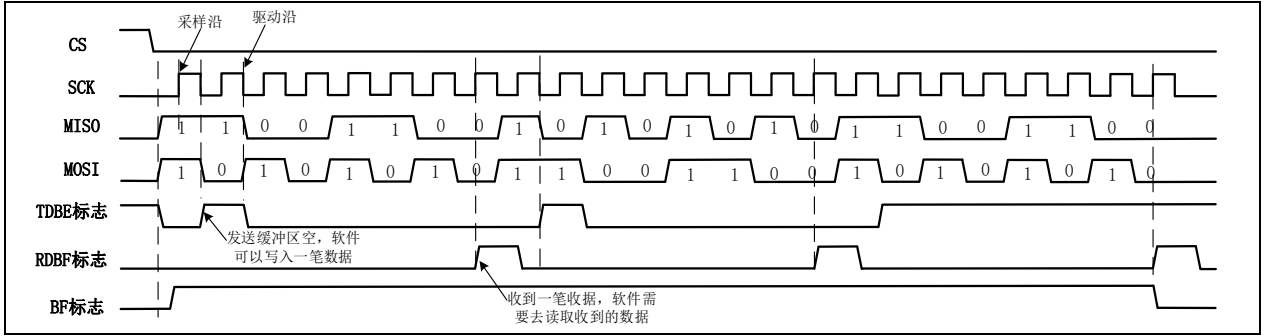 采样沿 驱动沿
CS
SCK
MISO 1 1 0 0 1 1 0 0 1 0 1 0 1 0 1 0 1 1 0 0 1 1 0 0
MOSI 1 0 1 0 1 0 1 0 1 1 0 0 1 1 0 0 1 0 1 0 1 0 1 0
TDBE标志
发送缓冲区空，软件
可以写入一笔数据
RDBF标志
收到一笔收据，软件需
要去读取收到的数据
BF标志